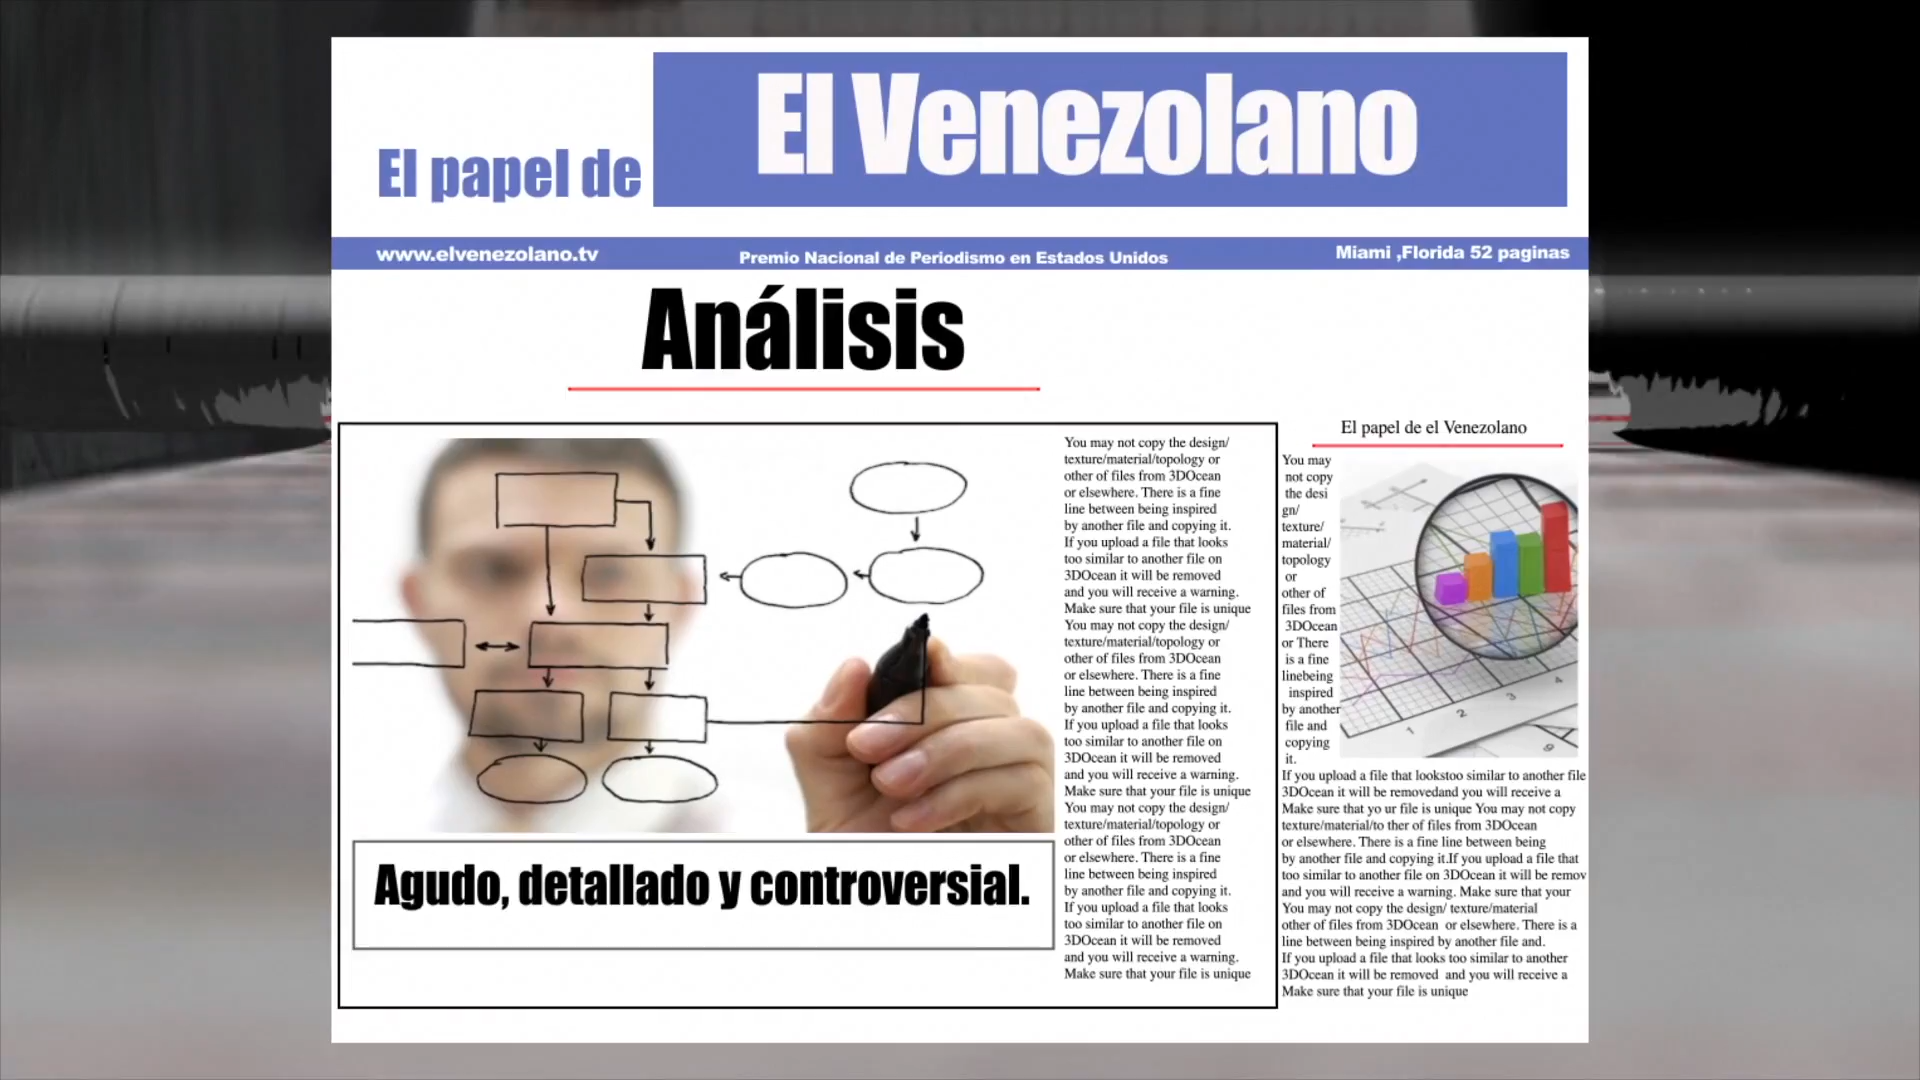 El papel de
El Venezolano
www.elvenezolano.tv
Premio Nacional de Periodismo en Estados Unidos
Miami ,Florida 52 paginas
Análisis
Agudo, detallado y controversial.
You may not copy the design/
texture/material/topology or
other of files from 3DOcean
or elsewhere. There is a fine
line between being inspired
by another file and copying it.
If you upload a file that looks
too similar to another file on
3DOcean it will be removed
and you will receive a warning.
Make sure that your file is unique
You may not copy the design/
texture/material/topology or
other of files from 3DOcean
or elsewhere. There is a fine
line between being inspired
by another file and copying it.
If you upload a file that looks
too similar to another file on
3DOcean it will be removed
and you will receive a warning.
Make sure that your file is unique
You may not copy the design/
texture/material/topology or
other of files from 3DOcean
or elsewhere. There is a fine
line between being inspired
by another file and copying it.
If you upload a file that looks
too similar to another file on
3DOcean it will be removed
and you will receive a warning.
Make sure that your file is unique
El papel de el Venezolano
You may
not copy
the desi
gn/
texture/
material/
topology
or
other of
files from
3DOcean
or There
is a fine
linebeing
inspired
by another
file and
copying
it.
1 2 3 4
9
If you upload a file that lookstoo similar to another file
3DOcean it will be removedand you will receive a
Make sure that yo ur file is unique You may not copy
texture/material/to ther of files from 3DOcean
or elsewhere. There is a fine line between being
by another file and copying it.If you upload a file that
too similar to another file on 3DOcean it will be remov
and you will receive a warning. Make sure that your
You may not copy the design/ texture/material
other of files from 3DOcean or elsewhere. There is a
line between being inspired by another file and.
If you upload a file that looks too similar to another
3DOcean it will be removed and you will receive a
Make sure that your file is unique